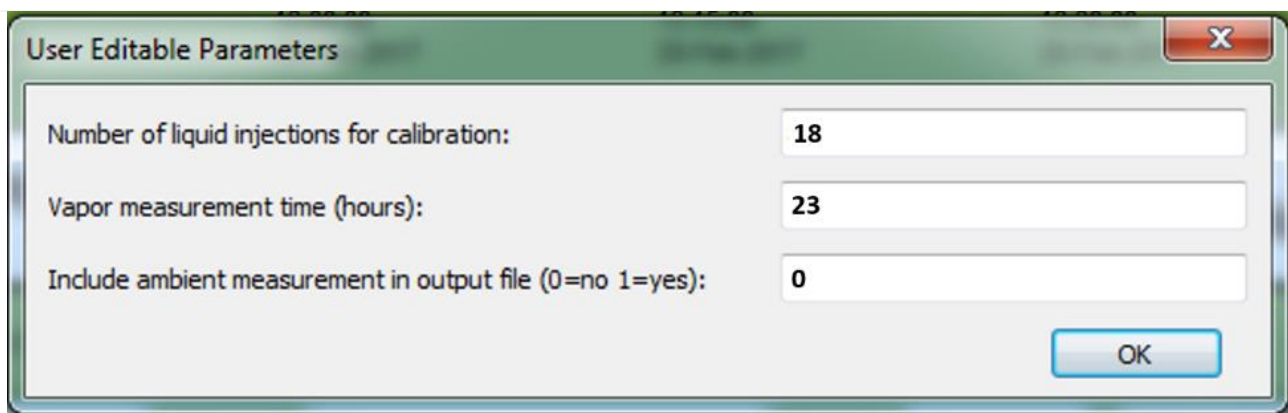 User Editable Parameters
Number of liquid injections for calibration: 18
Vapor measurement time (hours): 23
Include ambient measurement in output file (0=no 1=yes): 0
OK